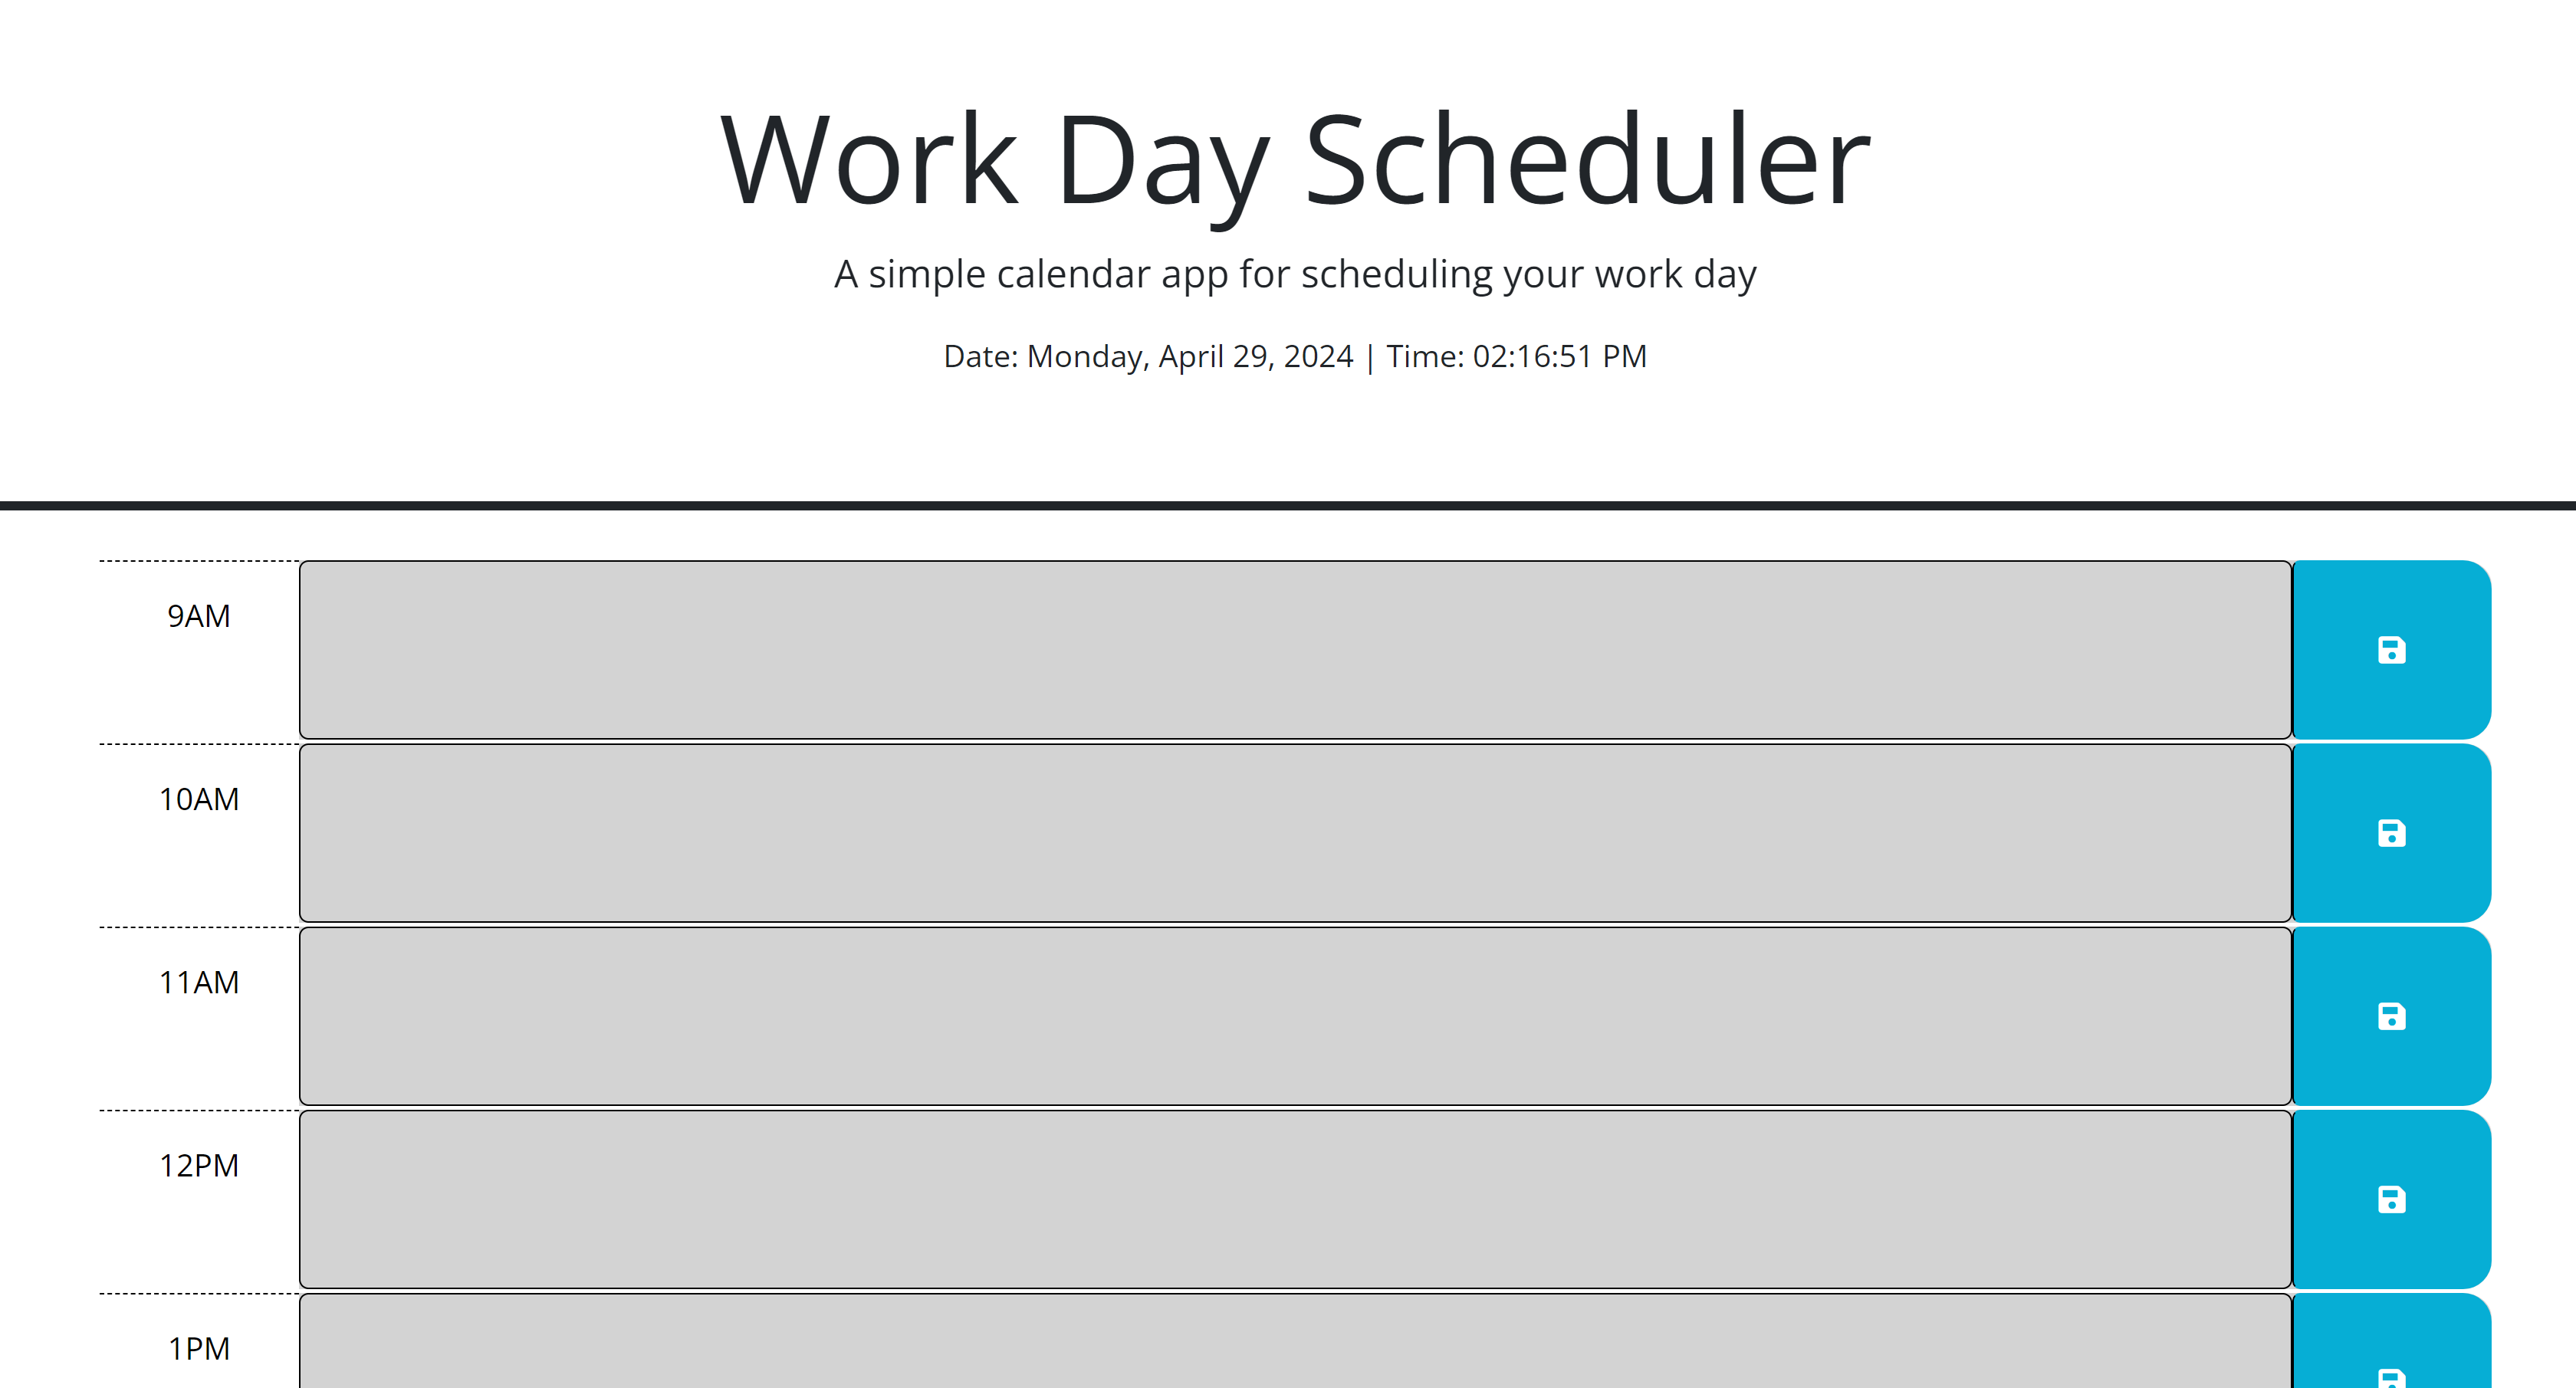 Work Day Scheduler
A simple calendar app for scheduling your work day
Date: Monday, April 29, 2024 | Time: 02:16:51 PM
9AM
10AM
11AM
12PM
1PM